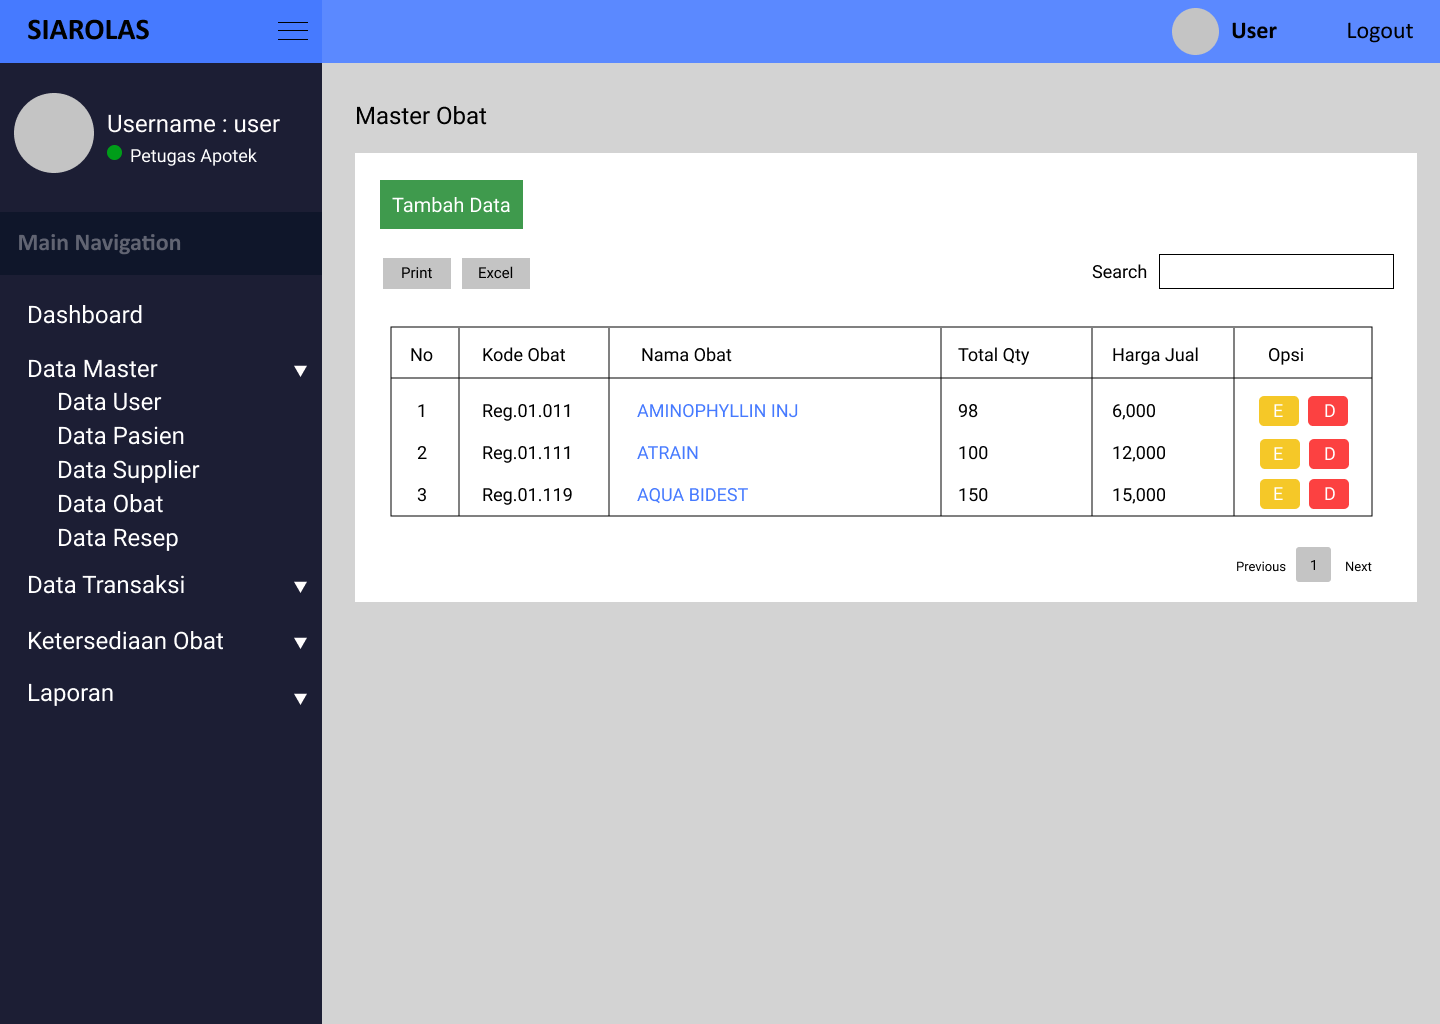 SIAROLAS
User
Logout
Username : user
Petugas Apotek
Main Navigation
Dashboard
Data Master ▼
Data User
Data Pasien
Data Supplier
Data Obat
Data Resep
Data Transaksi ▼
Ketersediaan Obat ▼
Laporan ▼
Master Obat
Tambah Data
Print Excel Search
No Kode Obat Nama Obat Total Qty Harga Jual Opsi
1 Reg.01.011 AMINOPHYLLIN INJ 98 6,000 E D
2 Reg.01.111 ATRAIN 100 12,000 E D
3 Reg.01.119 AQUA BIDEST 150 15,000 E D
Previous 1 Next